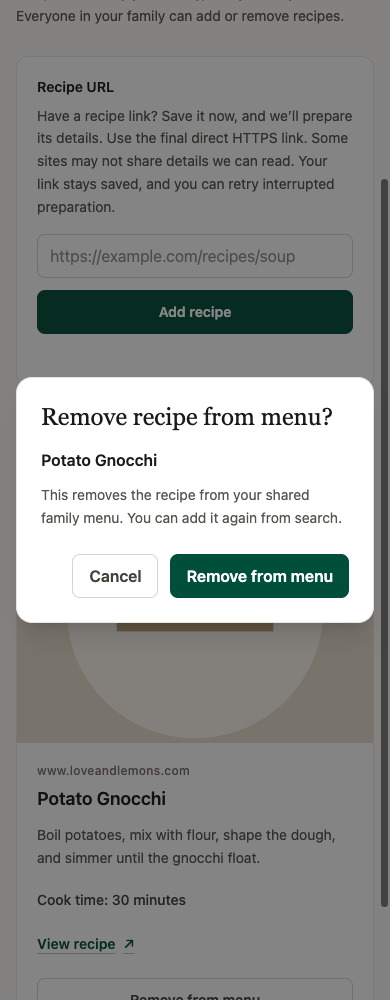 Everyone in your family can add or remove recipes.
Recipe URL
Have a recipe link? Save it now, and we’ll prepare
its details. Use the final direct HTTPS link. Some
sites may not share details we can read. Your
link stays saved, and you can retry interrupted
preparation.
https://example.com/recipes/soup
Add recipe
Remove recipe from menu?
Potato Gnocchi
This removes the recipe from your shared
family menu. You can add it again from search.
Cancel
Remove from menu
www.loveandlemons.com
Potato Gnocchi
Boil potatoes, mix with flour, shape the dough,
and simmer until the gnocchi float.
Cook time: 30 minutes
View recipe ↗
Remove from menu